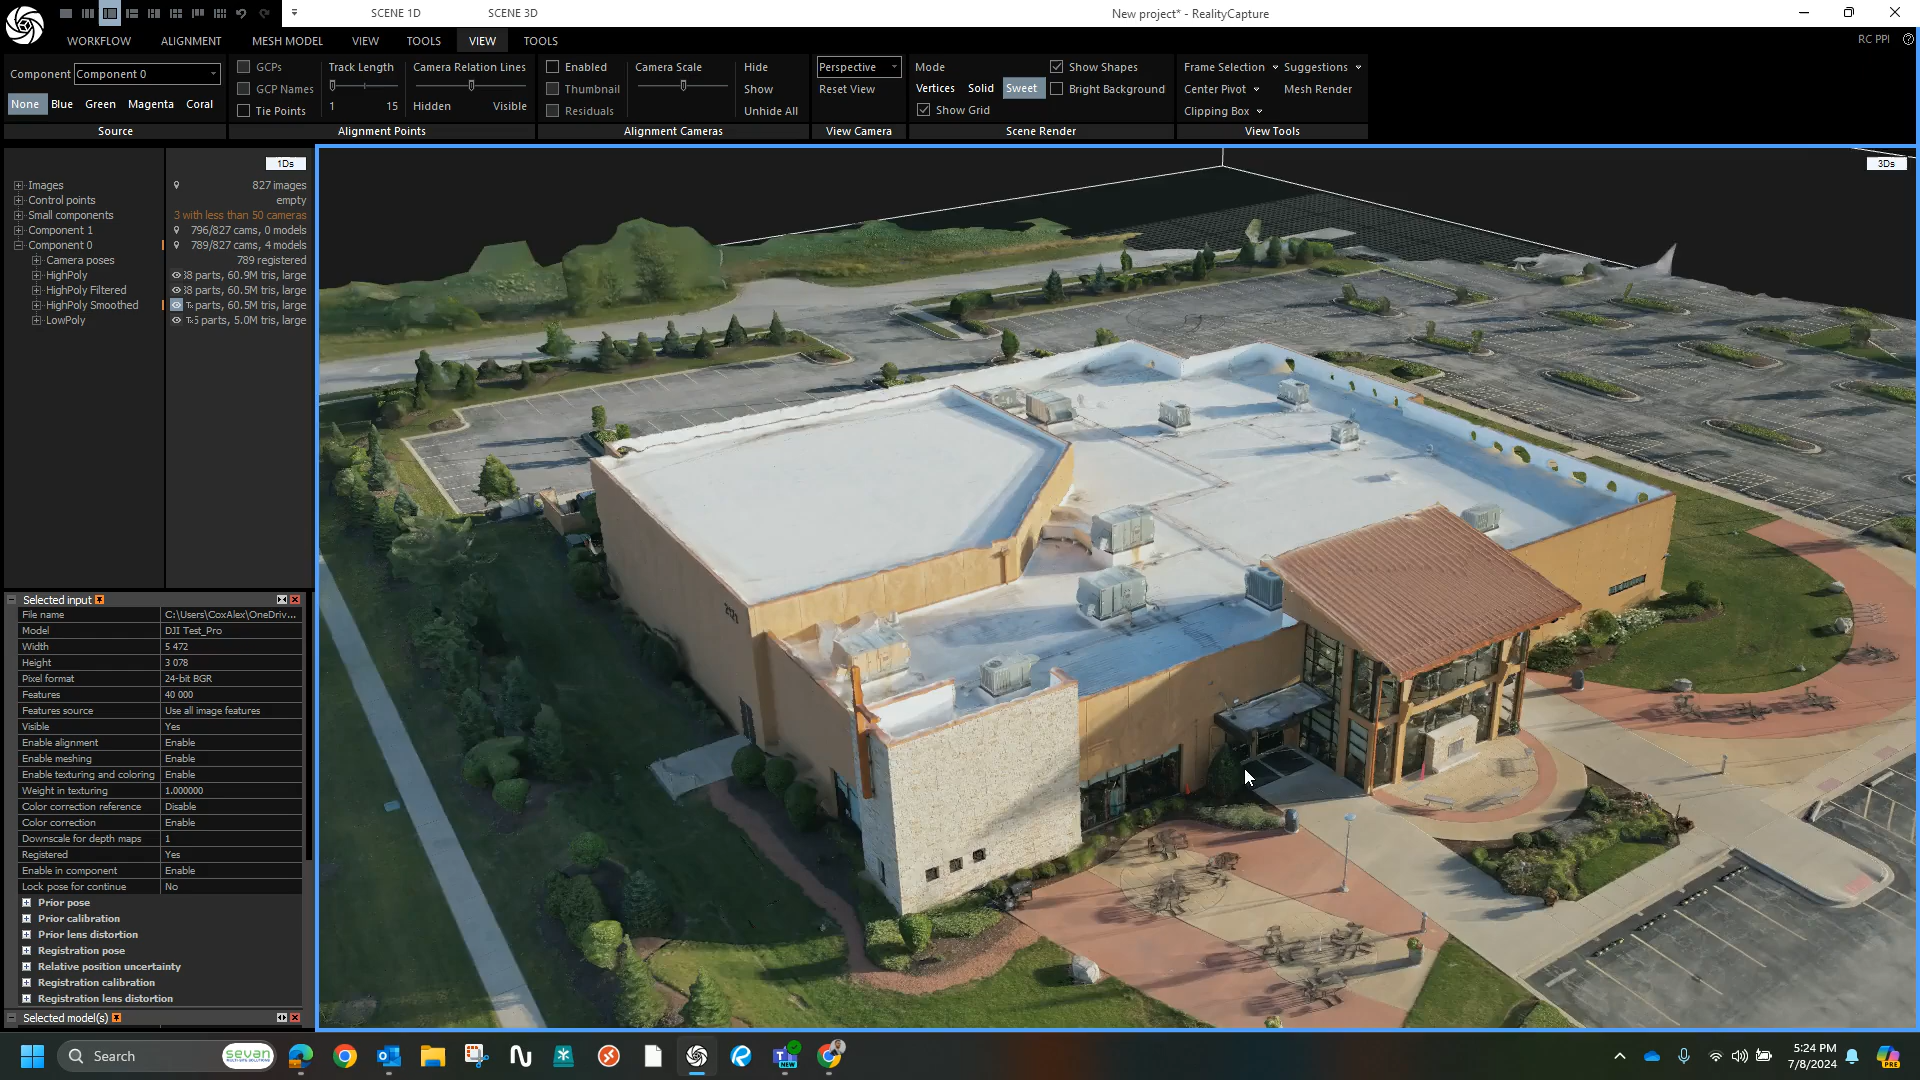 SCENE 1D
SCENE 3D
New project* - RealityCapture
WORKFLOW
ALIGNMENT
MESH MODEL
VIEW
TOOLS
VIEW
TOOLS
RC PPI
Component
Component 0
None
Blue
Green
Magenta
Coral
Source
GCPs
GCP Names
Tie Points
Track Length
1
15
Camera Relation Lines
Hidden
Visible
Alignment Points
Enabled
Thumbnail
Residuals
Camera Scale
Hide
Show
Unhide All
Alignment Cameras
Perspective
Reset View
View Camera
Mode
Vertices
Solid
Sweet
Show Grid
Show Shapes
Bright Background
Scene Render
Frame Selection
Center Pivot
Clipping Box
Suggestions
Mesh Render
View Tools
1Ds
3Ds
Images
827 images
Control points
empty
Small components
3 with less than 50 cameras
Component 1
796/827 cams, 0 models
Component 0
789/827 cams, 4 models
Camera poses
789 registered
HighPoly
38 parts, 60.9M tris, large
HighPoly Filtered
38 parts, 60.5M tris, large
HighPoly Smoothed
parts, 60.5M tris, large
LowPoly
parts, 5.0M tris, large
Selected input
File name
C:\Users\CoxAlex\OneDriv...
Model
DJI Test_Pro
Width
5 472
Height
3 078
Pixel format
24-bit BGR
Features
40 000
Features source
Use all image features
Visible
Yes
Enable alignment
Enable
Enable meshing
Enable
Enable texturing and coloring
Enable
Weight in texturing
1.000000
Color correction reference
Disable
Color correction
Enable
Downscale for depth maps
1
Registered
Yes
Enable in component
Enable
Lock pose for continue
No
Prior pose
Prior calibration
Prior lens distortion
Registration pose
Relative position uncertainty
Registration calibration
Registration lens distortion
Selected model(s)
Search
sevan
NEW
5:24 PM
7/8/2024
PRE